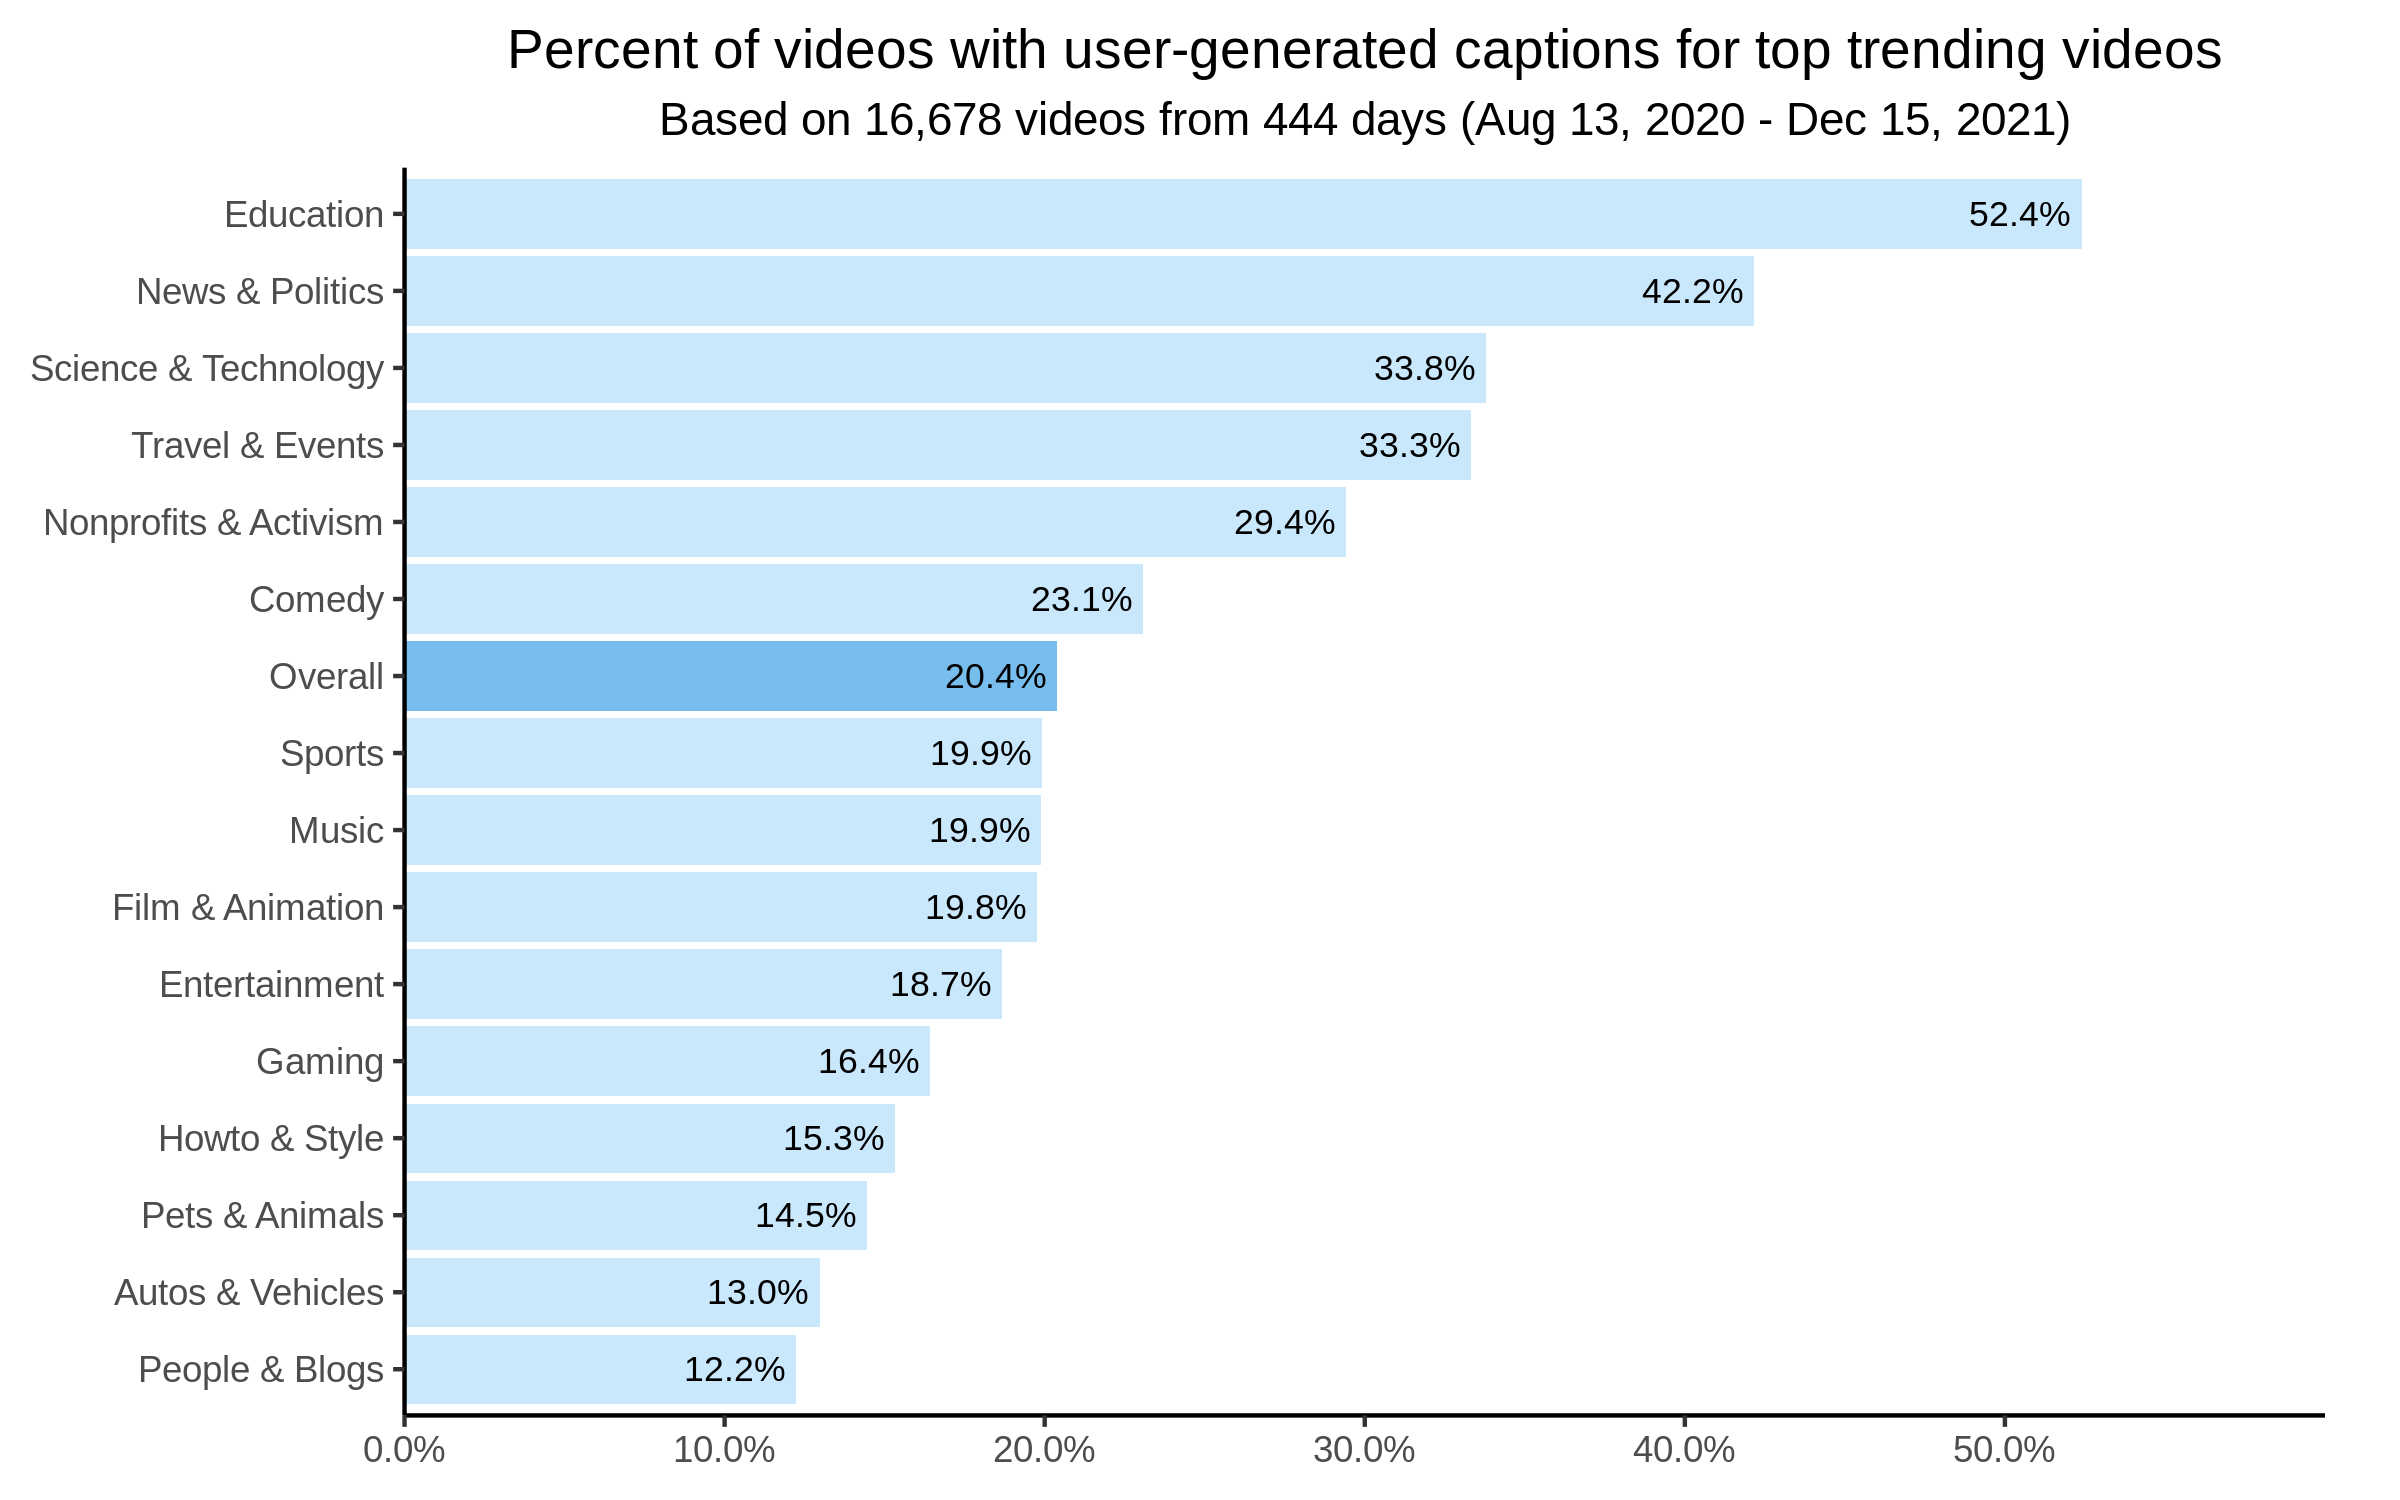 Percent of videos with user-generated captions for top trending videos
Based on 16,678 videos from 444 days (Aug 13, 2020 - Dec 15, 2021)
Education 52.4%
News & Politics 42.2%
Science & Technology 33.8%
Travel & Events 33.3%
Nonprofits & Activism 29.4%
Comedy 23.1%
Overall 20.4%
Sports 19.9%
Music 19.9%
Film & Animation 19.8%
Entertainment 18.7%
Gaming 16.4%
Howto & Style 15.3%
Pets & Animals 14.5%
Autos & Vehicles 13.0%
People & Blogs 12.2%
0.0% 10.0% 20.0% 30.0% 40.0% 50.0%